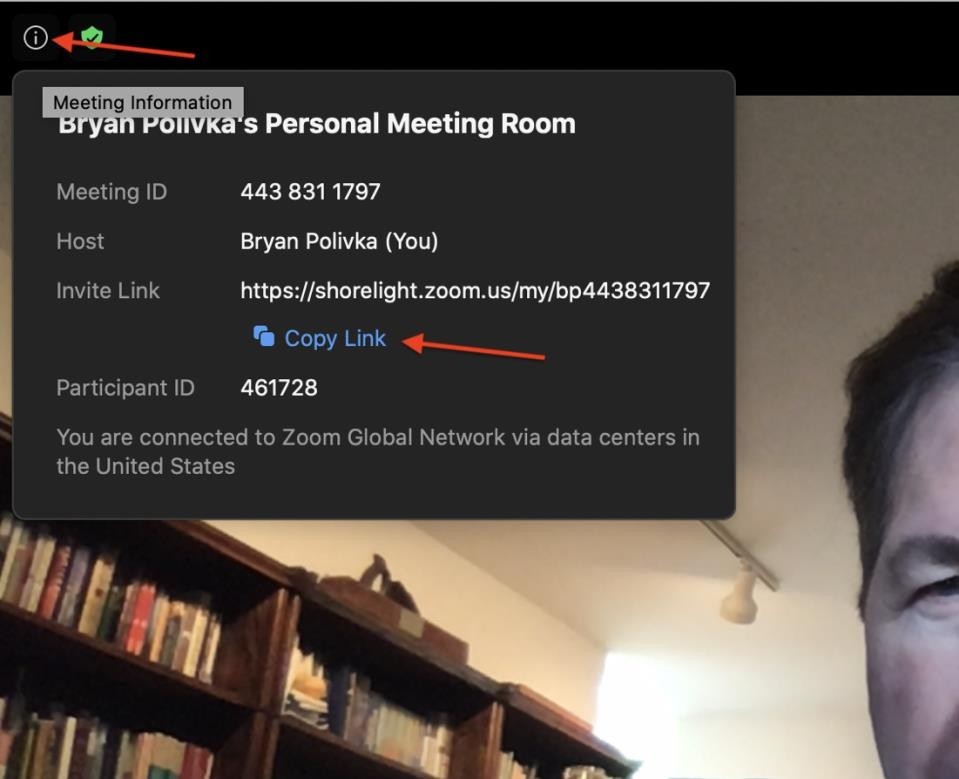 Meeting Information
Bryan Polivka's Personal Meeting Room
Meeting ID 443 831 1797
Host Bryan Polivka (You)
Invite Link https://shorelight.zoom.us/my/bp4438311797
Copy Link
Participant ID 461728
You are connected to Zoom Global Network via data centers in
the United States